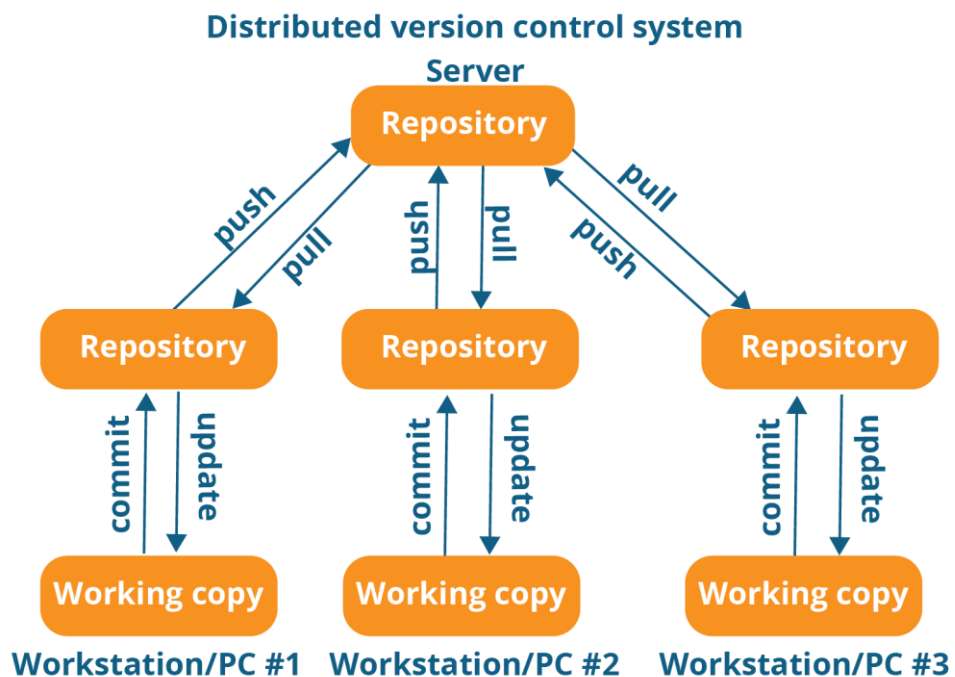 Distributed version control system
Server
Repository
push
pull
push
pull
push
pull
Repository
Repository
Repository
commit
update
commit
update
commit
update
Working copy
Working copy
Working copy
Workstation/PC #1
Workstation/PC #2
Workstation/PC #3